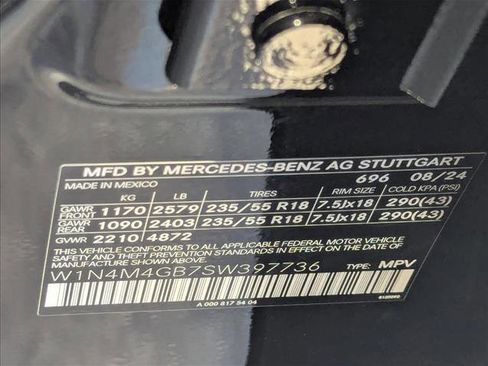 MFD BY MERCEDES-BENZ AG STUTTGART
MADE IN MEXICO 696 08/24
KG LB TIRES RIM SIZE COLD KPA (PSI)
GAWR FRONT 1170 2579 235/55 R18 7.5Jx18 290(43)
GAWR REAR 1090 2403 235/55 R18 7.5Jx18 290(43)
GVWR 2210 4872
THIS VEHICLE CONFORMS TO ALL APPLICABLE FEDERAL MOTOR VEHICLE
SAFETY, BUMPER AND THEFT PREVENTION STANDARDS IN
EFFECT ON THE DATE OF MANUFACTURE SHOWN ABOVE.
W1N4M4GB7SW397736 TYPE: MPV
A 000 817 54 04